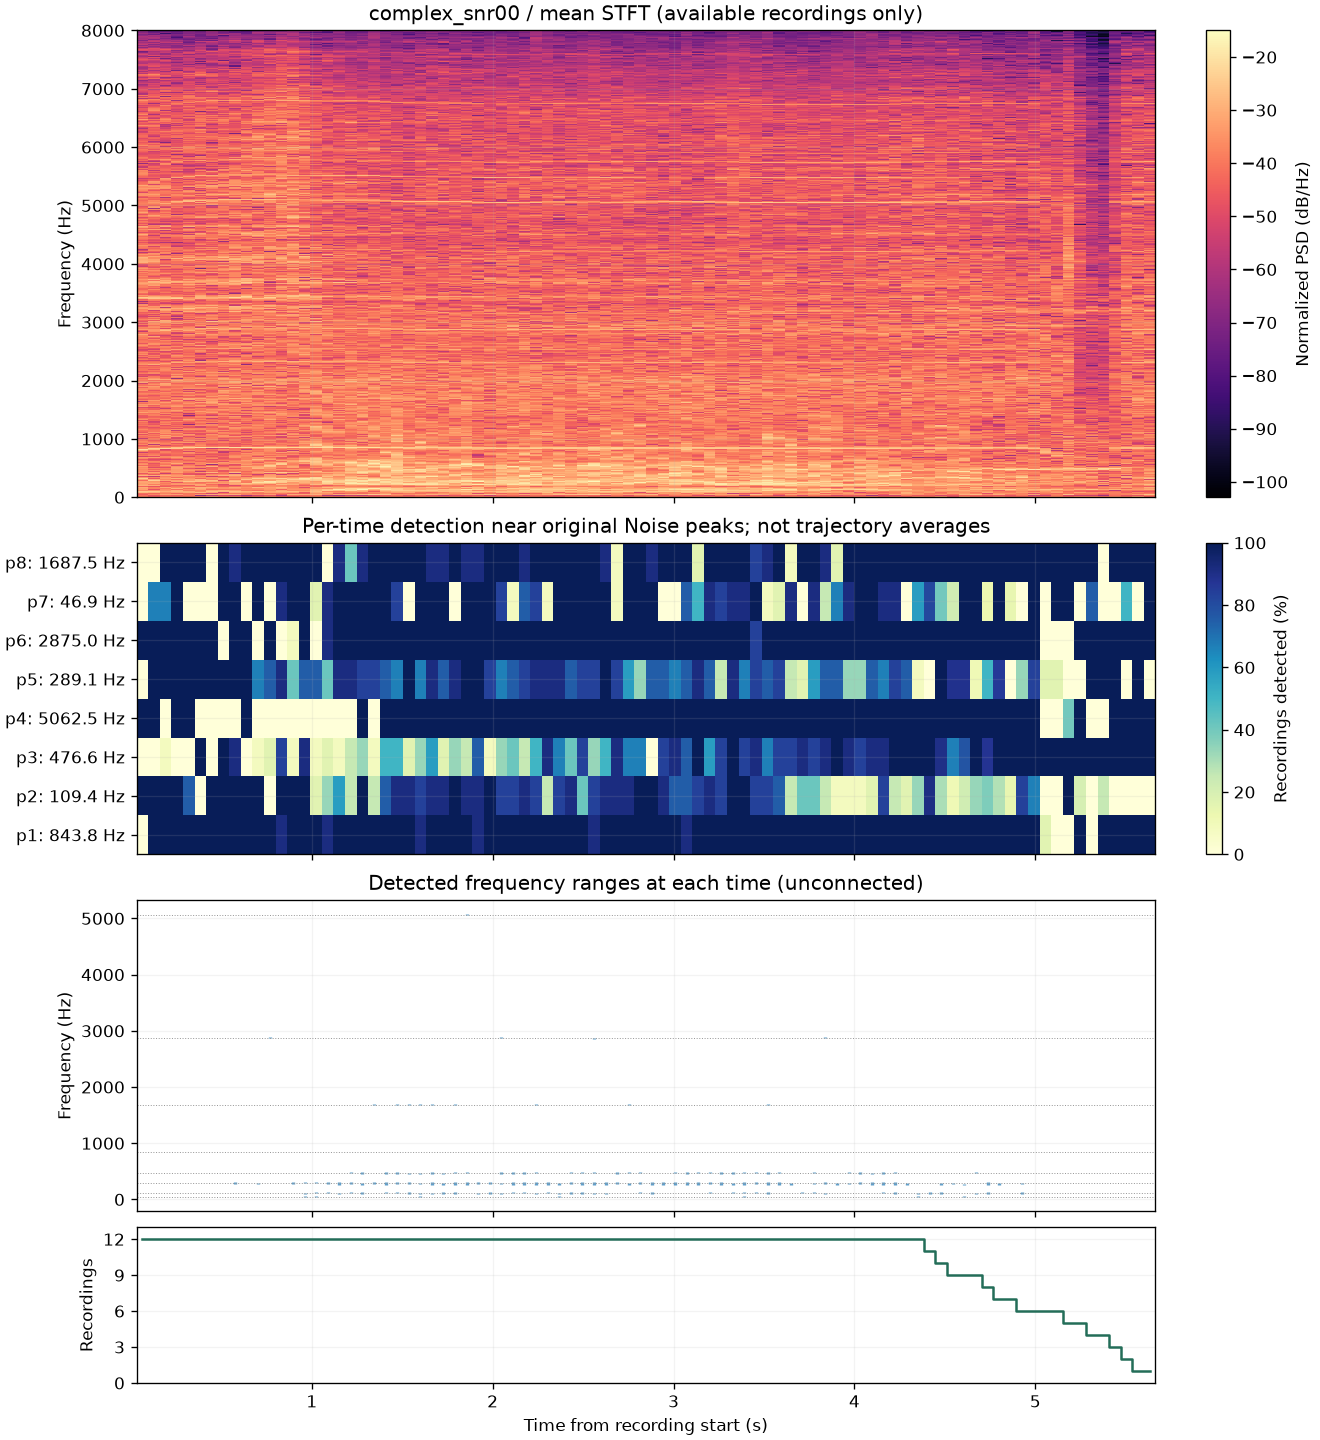 complex_snr00 / mean STFT (available recordings only)
8000
7000
6000
5000
4000
3000
2000
1000
0
Frequency (Hz)
−20
−30
−40
−50
−60
−70
−80
−90
−100
Normalized PSD (dB/Hz)
Per-time detection near original Noise peaks; not trajectory averages
p8: 1687.5 Hz
p7: 46.9 Hz
p6: 2875.0 Hz
p5: 289.1 Hz
p4: 5062.5 Hz
p3: 476.6 Hz
p2: 109.4 Hz
p1: 843.8 Hz
100
80
60
40
20
0
Recordings detected (%)
Detected frequency ranges at each time (unconnected)
5000
4000
3000
2000
1000
0
Frequency (Hz)
12
9
6
3
0
Recordings
1 2 3 4 5
Time from recording start (s)